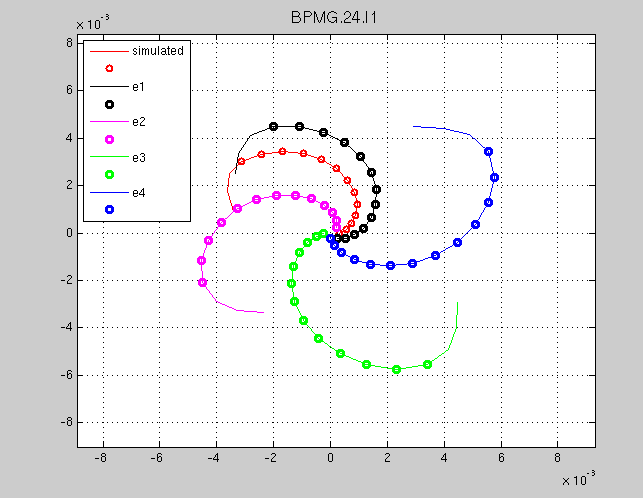 BPMG.24.I1
× 10⁻³
8
6
4
2
0
-2
-4
-6
-8
simulated
e1
e2
e3
e4
-8 -6 -4 -2 0 2 4 6 8
× 10⁻³